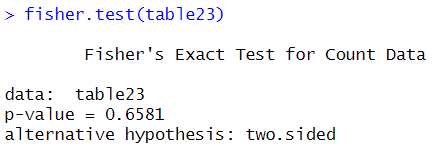 > fisher.test(table23)
Fisher's Exact Test for Count Data
data:  table23
p-value = 0.6581
alternative hypothesis: two.sided